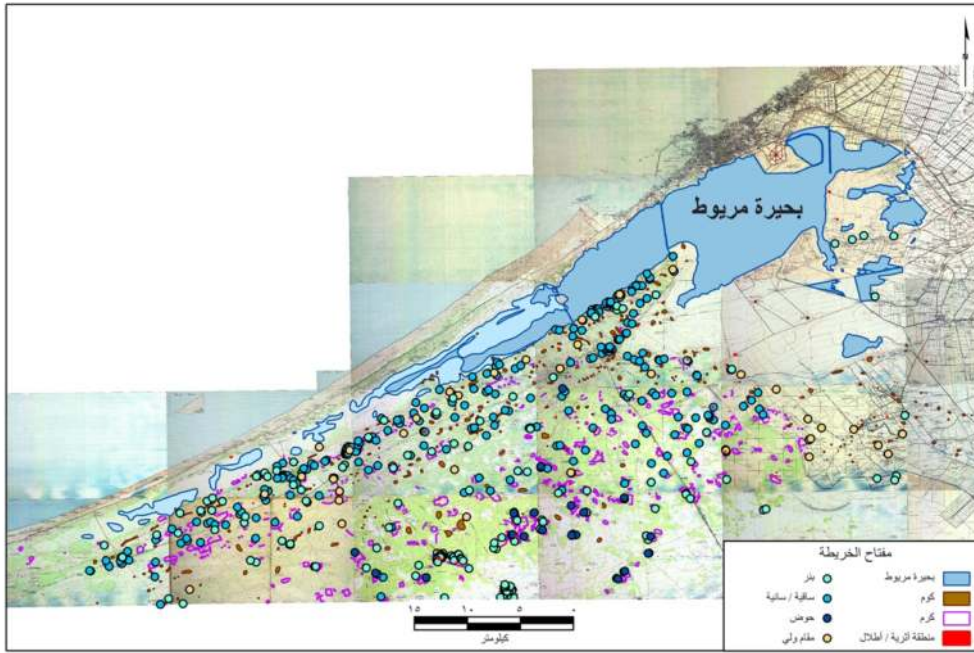 N
بحيرة مريوط
مفتاح الخريطة
بحيرة مريوط
كوم
كرم
منطقة أثرية / أطلال
بئر
ساقية / سانية
حوض
مقام ولي
١٥ ١٠ ٥ ٠
كيلومتر